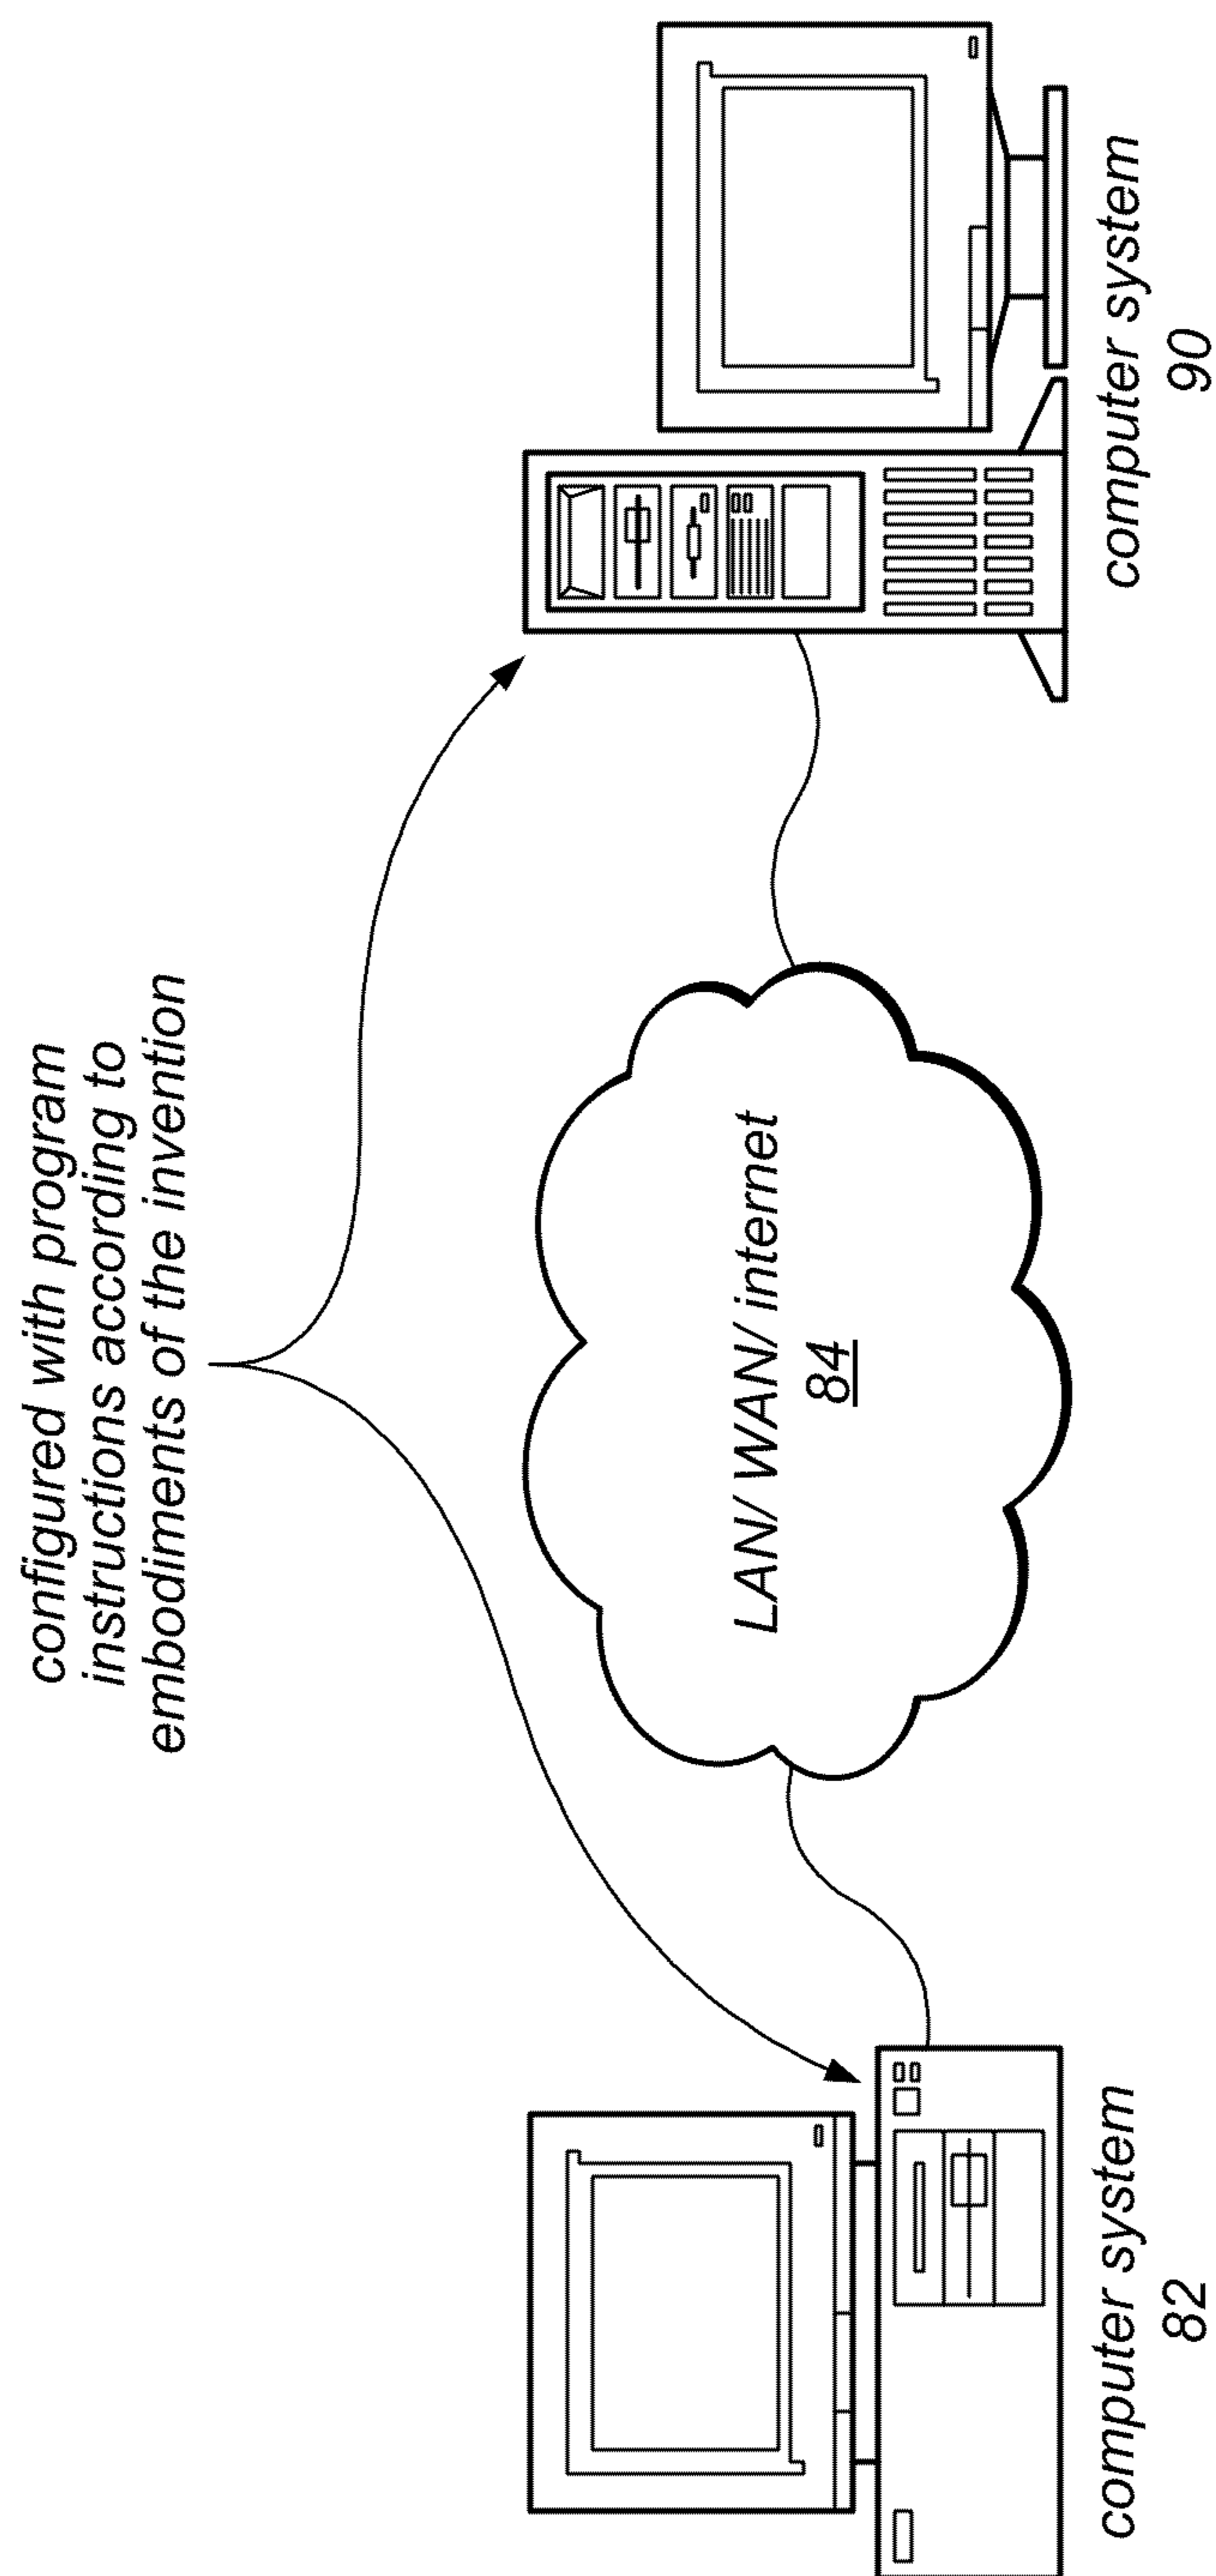 configured with program
instructions according to
embodiments of the invention
LAN/ WAN/ internet
84
computer system
82
computer system
90